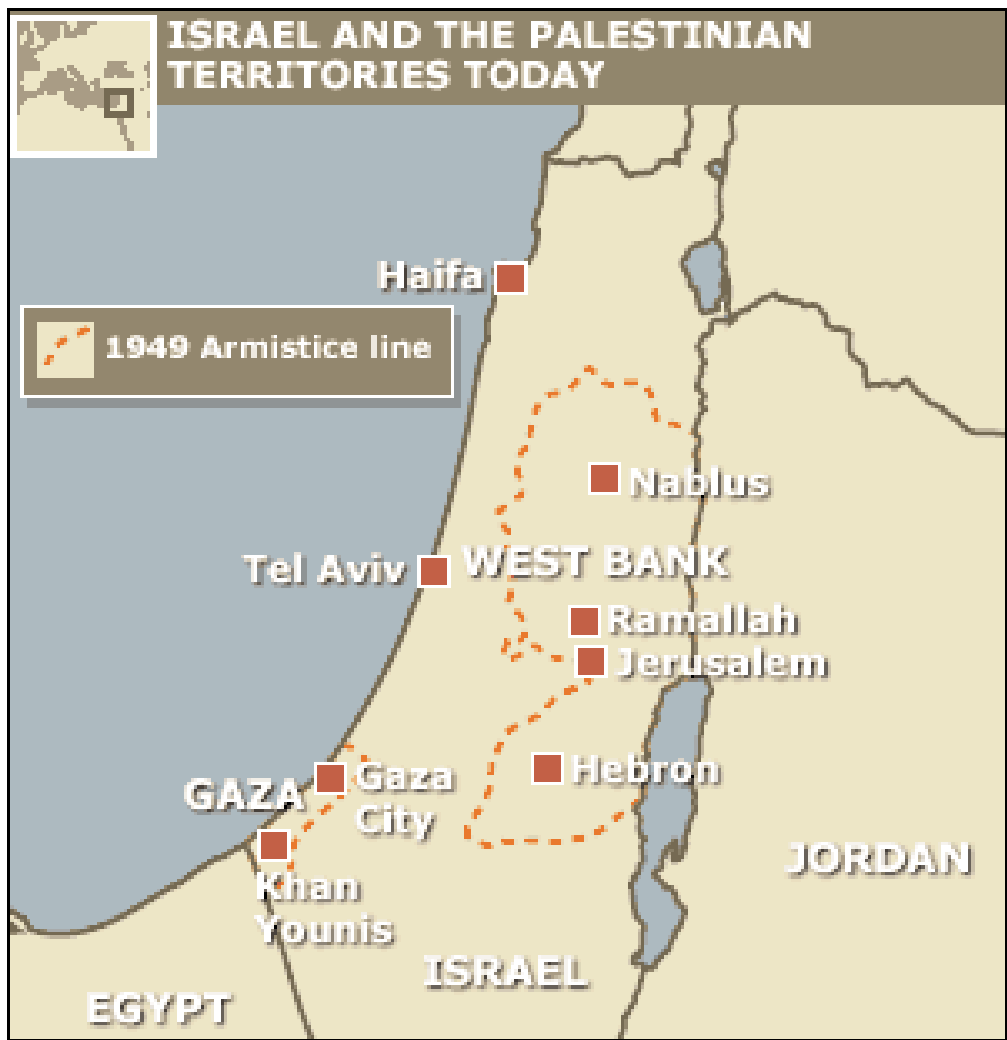 ISRAEL AND THE PALESTINIAN
TERRITORIES TODAY
Haifa
1949 Armistice line
Nablus
Tel Aviv
WEST BANK
Ramallah
Jerusalem
Hebron
Gaza
City
GAZA
JORDAN
Khan
Younis
ISRAEL
EGYPT